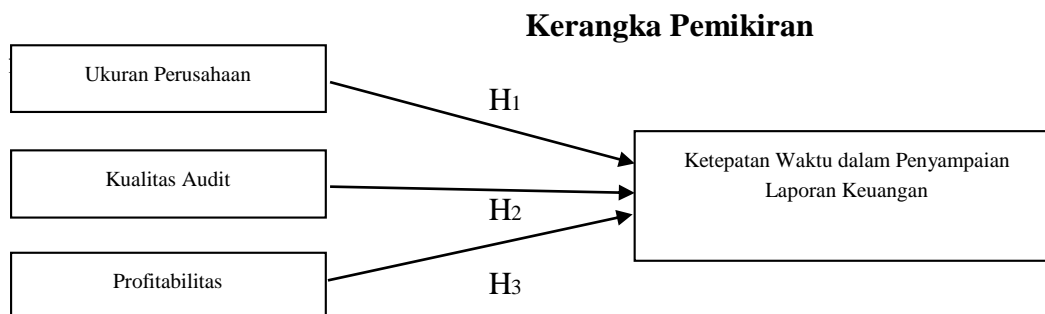 Kerangka Pemikiran
Ukuran Perusahaan
H1
Ketepatan Waktu dalam Penyampaian
Laporan Keuangan
Kualitas Audit
H2
Profitabilitas
H3